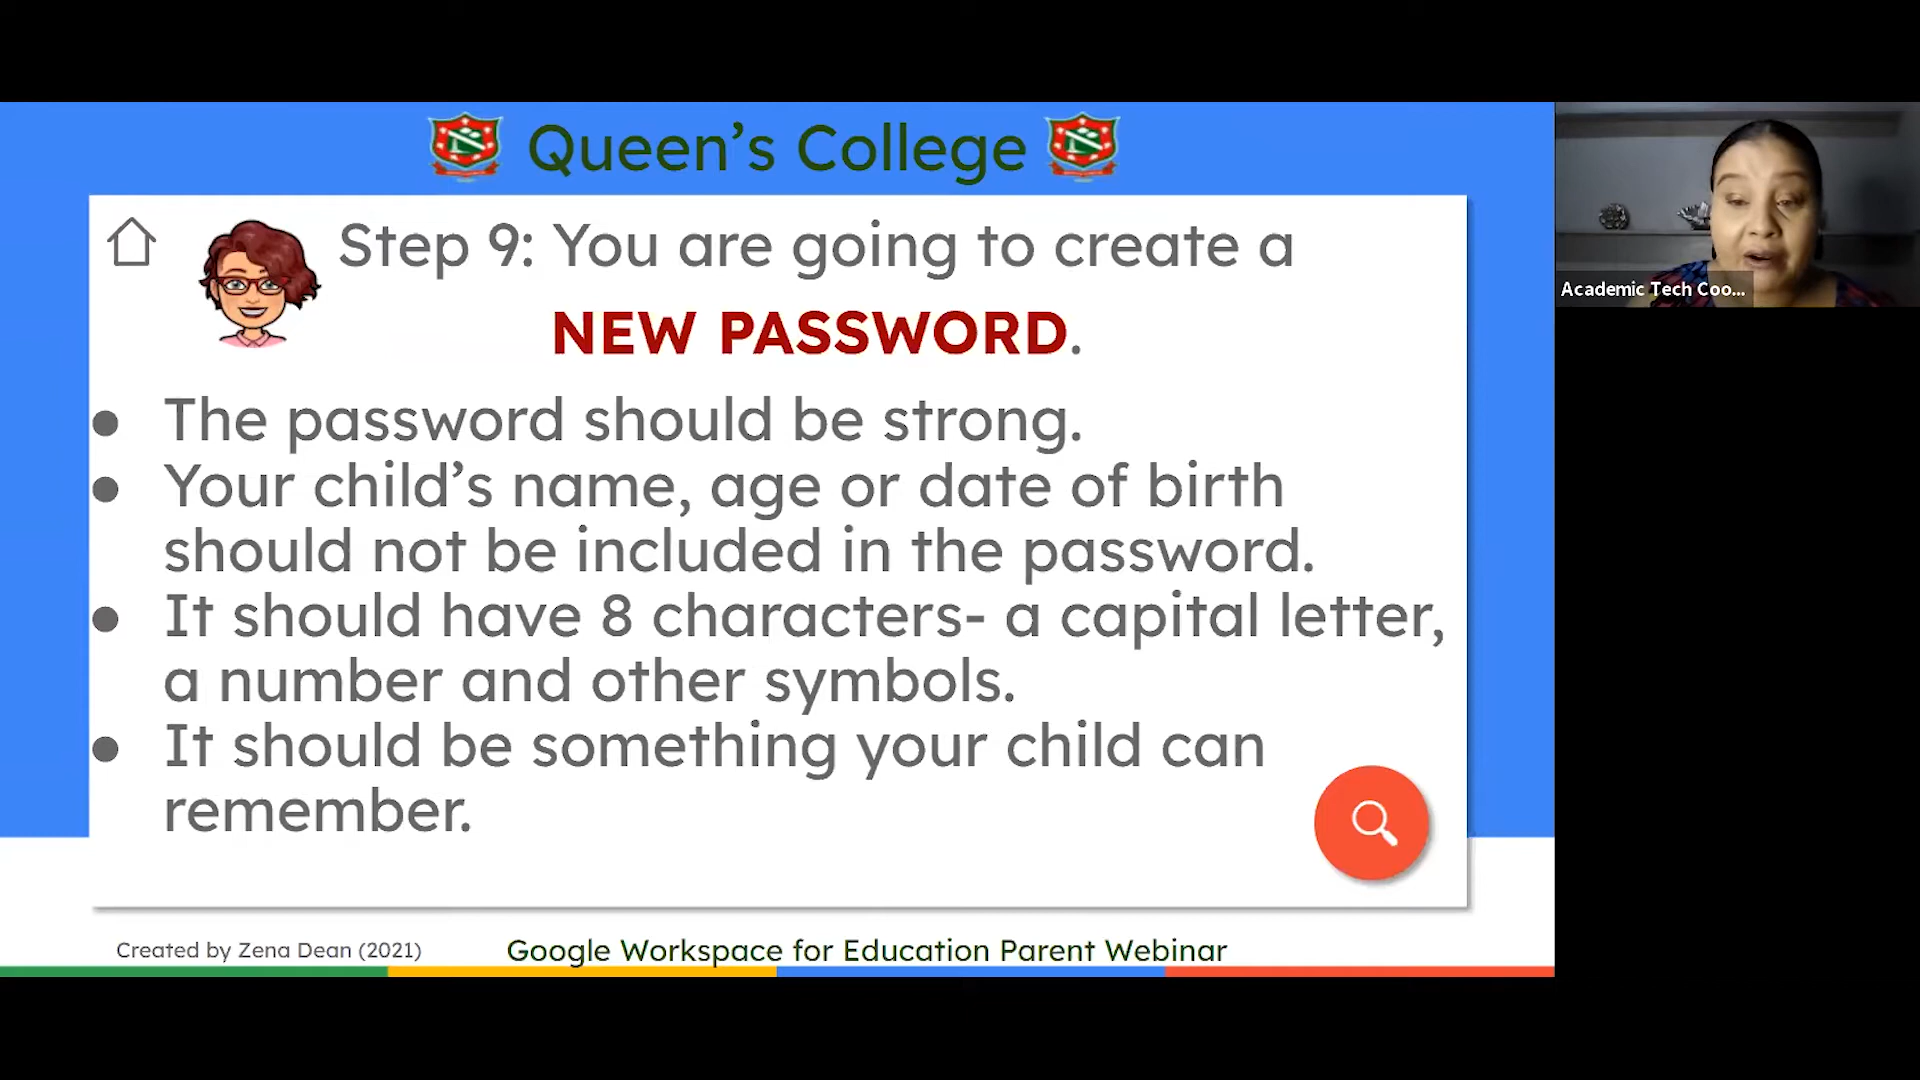 Queen's College
Step 9: You are going to create a
NEW PASSWORD.
● The password should be strong.
● Your child's name, age or date of birth
should not be included in the password.
● It should have 8 characters- a capital letter,
a number and other symbols.
● It should be something your child can
remember.
Created by Zena Dean (2021)
Google Workspace for Education Parent Webinar
Academic Tech Coo...